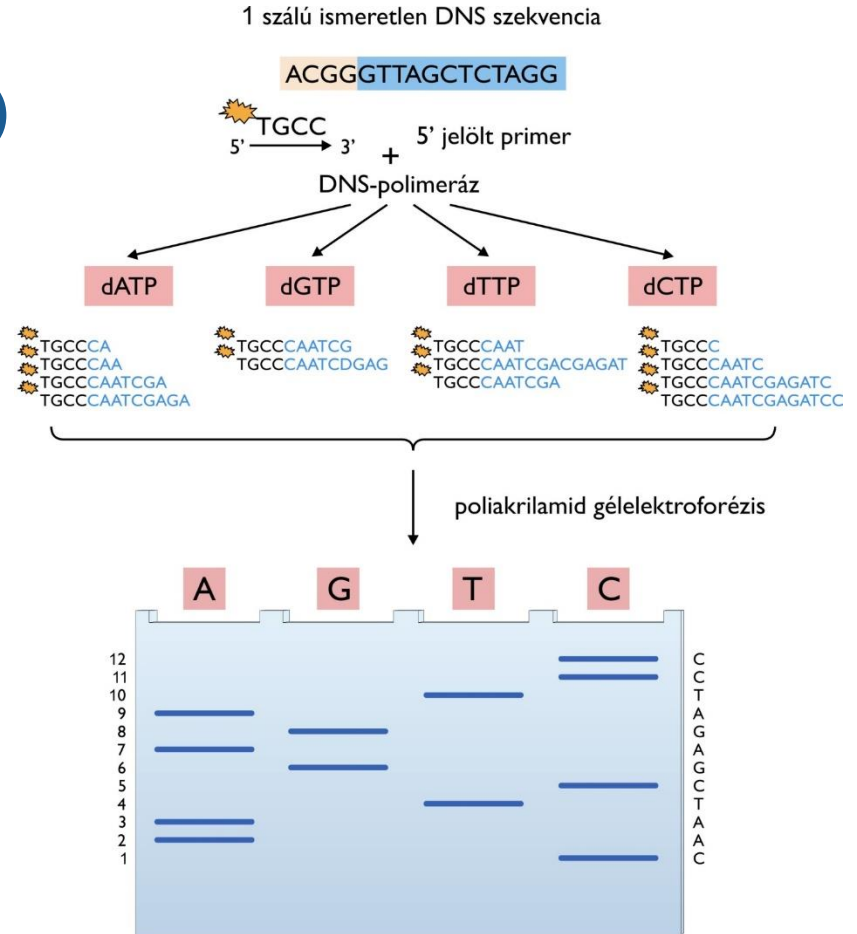 1 szálú ismeretlen DNS szekvencia
ACGGGTTAGCTCTAGG
TGCC
5' 3'
+
5' jelölt primer
DNS-polimeráz
dATP dGTP dTTP dCTP
TGCCCA
TGCCCAA
TGCCCAATCGA
TGCCCAATCGAGA
TGCCCAATCG
TGCCCAATCDGAG
TGCCCAAT
TGCCCAATCGACGAGAT
TGCCCAATCGA
TGCCC
TGCCCAATC
TGCCCAATCGAGATC
TGCCCAATCGAGATCC
poliakrilamid gélelektroforézis
A G T C
12 C
11 C
10 T
9 A
8 G
7 A
6 G
5 C
4 T
3 A
2 A
1 C